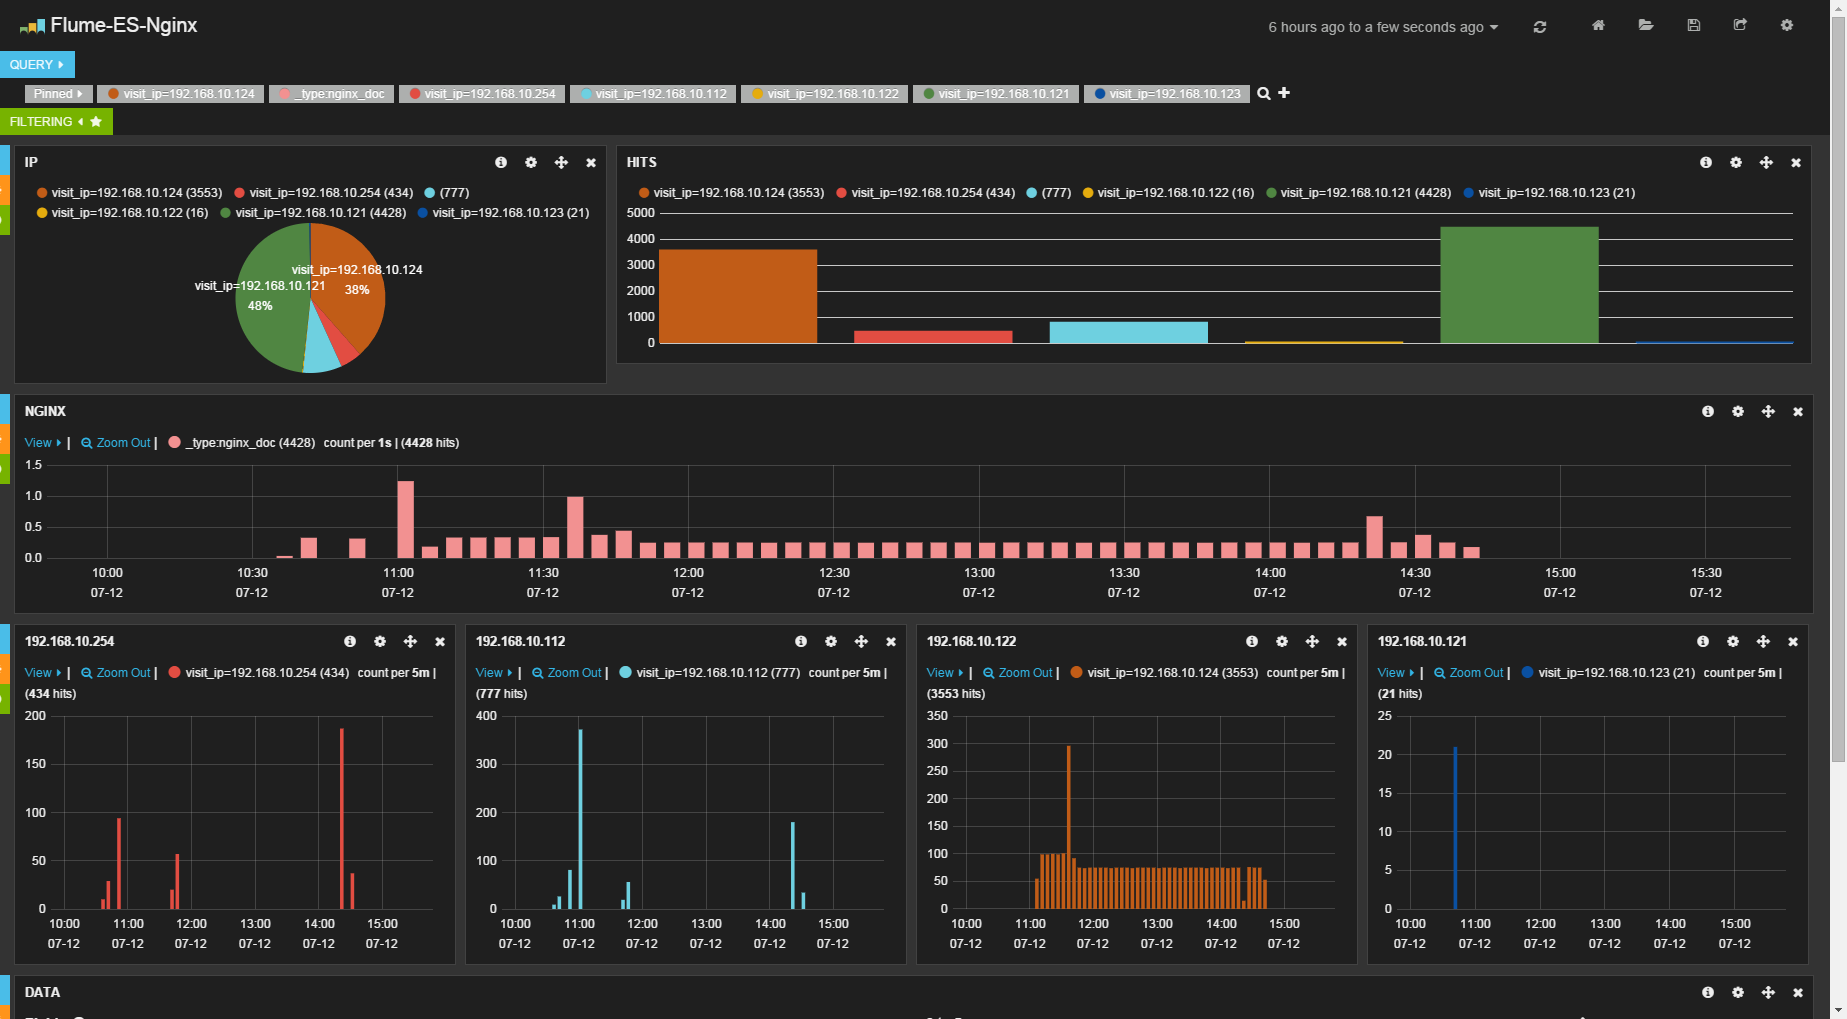 Flume-ES-Nginx
6 hours ago to a few seconds ago
QUERY
Pinned visit_ip=192.168.10.124 _type:nginx_doc visit_ip=192.168.10.254 visit_ip=192.168.10.112 visit_ip=192.168.10.122 visit_ip=192.168.10.121 visit_ip=192.168.10.123
FILTERING
IP
visit_ip=192.168.10.124 (3553) visit_ip=192.168.10.254 (434) (777)
visit_ip=192.168.10.122 (16) visit_ip=192.168.10.121 (4428) visit_ip=192.168.10.123 (21)
visit_ip=192.168.10.124
38%
visit_ip=192.168.10.121
48%
HITS
visit_ip=192.168.10.124 (3553) visit_ip=192.168.10.254 (434) (777) visit_ip=192.168.10.122 (16) visit_ip=192.168.10.121 (4428) visit_ip=192.168.10.123 (21)
5000
4000
3000
2000
1000
0
NGINX
View | Zoom Out | _type:nginx_doc (4428) count per 1s | (4428 hits)
1.5
1.0
0.5
0.0
10:00 10:30 11:00 11:30 12:00 12:30 13:00 13:30 14:00 14:30 15:00 15:30
07-12 07-12 07-12 07-12 07-12 07-12 07-12 07-12 07-12 07-12 07-12 07-12
192.168.10.254
View | Zoom Out | visit_ip=192.168.10.254 (434) count per 5m |
(434 hits)
200
150
100
50
0
10:00 11:00 12:00 13:00 14:00 15:00
07-12 07-12 07-12 07-12 07-12 07-12
192.168.10.112
View | Zoom Out | visit_ip=192.168.10.112 (777) count per 5m |
(777 hits)
400
300
200
100
0
10:00 11:00 12:00 13:00 14:00 15:00
07-12 07-12 07-12 07-12 07-12 07-12
192.168.10.122
View | Zoom Out | visit_ip=192.168.10.124 (3553) count per 5m |
(3553 hits)
350
300
250
200
150
100
50
0
10:00 11:00 12:00 13:00 14:00 15:00
07-12 07-12 07-12 07-12 07-12 07-12
192.168.10.121
View | Zoom Out | visit_ip=192.168.10.123 (21) count per 5m |
(21 hits)
25
20
15
10
5
0
10:00 11:00 12:00 13:00 14:00 15:00
07-12 07-12 07-12 07-12 07-12 07-12
DATA